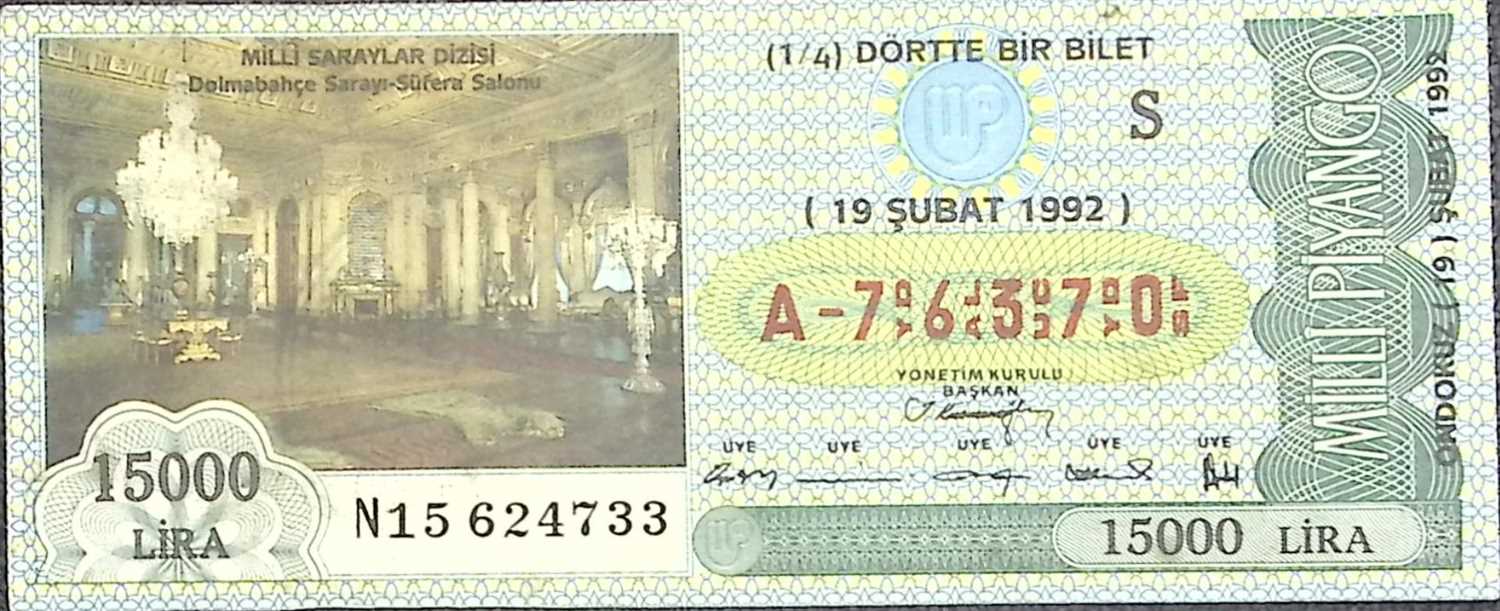 MİLLİ SARAYLAR DİZİSİ
Dolmabahçe Sarayı-Süfera Salonu
15000
LİRA
N15 624733
(1/4) DÖRTTE BİR BİLET
S
MP
( 19 ŞUBAT 1992 )
A-7 6 3 7 0
YÖNETİM KURULU
BAŞKAN
ÜYE ÜYE ÜYE ÜYE ÜYE
MP
15000 LİRA
MİLLİ PİYANGO
ONDOKUZ ( 19 ) ŞUBAT 1992